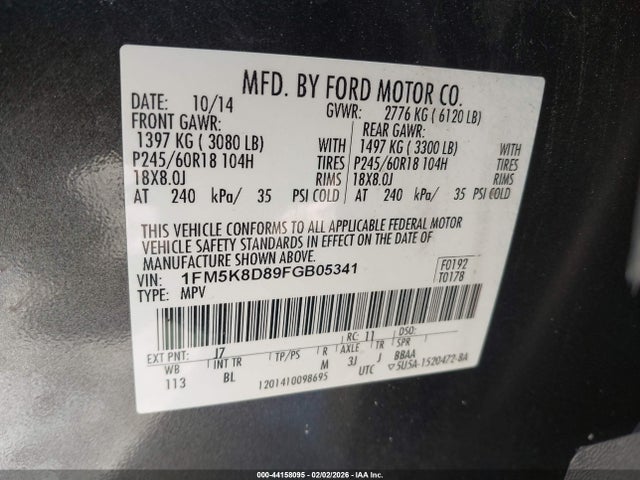 MFD. BY FORD MOTOR CO.
DATE: 10/14 GVWR: 2776 KG ( 6120 LB)
FRONT GAWR: REAR GAWR:
1397 KG ( 3080 LB) WITH 1497 KG ( 3300 LB) WITH
P245/60R18 104H TIRES P245/60R18 104H TIRES
18X8.0J RIMS 18X8.0J RIMS
AT 240 kPa/ 35 PSI COLD AT 240 kPa/ 35 PSI COLD
THIS VEHICLE CONFORMS TO ALL APPLICABLE FEDERAL MOTOR
VEHICLE SAFETY STANDARDS IN EFFECT ON THE DATE OF
MANUFACTURE SHOWN ABOVE.
VIN: 1FM5K8D89FGB05341 F0192
TYPE: MPV T0178
EXT PNT: J7 RC: 11 DSO:
WB INT TR TP/PS R AXLE TR SPR
113 BL M 3J J BBAA
1201410098695 UTC ▽5U5A-1520472-BA
000-44158095 - 02/02/2026 - IAAI.com